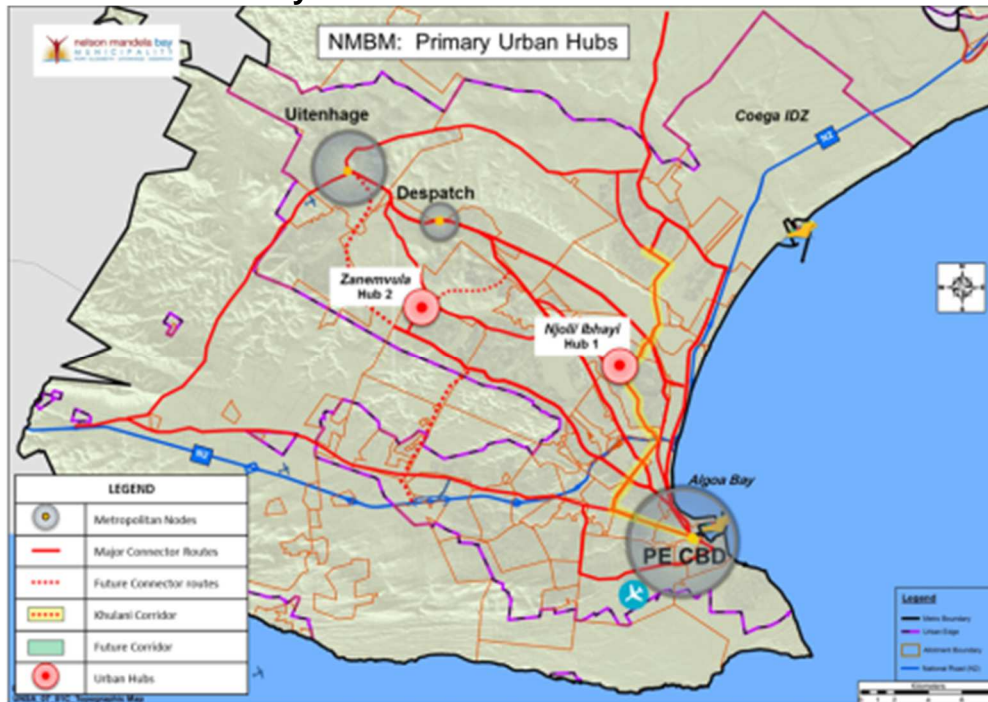 nelson mandela bay
MUNICIPALITY
NMBM: Primary Urban Hubs
Uitenhage
Coega IDZ
N2
Despatch
Zanemvula
Hub 2
Njoli/ Ibhayi
Hub 1
N2
Algoa Bay
PE CBD
LEGEND
Metropolitan Nodes
Major Connector Routes
Future Connector routes
Khulani Corridor
Future Corridor
Urban Hubs
Legend
Metro Boundary
Urban Edge
Allotment Boundary
National Road (N2)
Kilometers